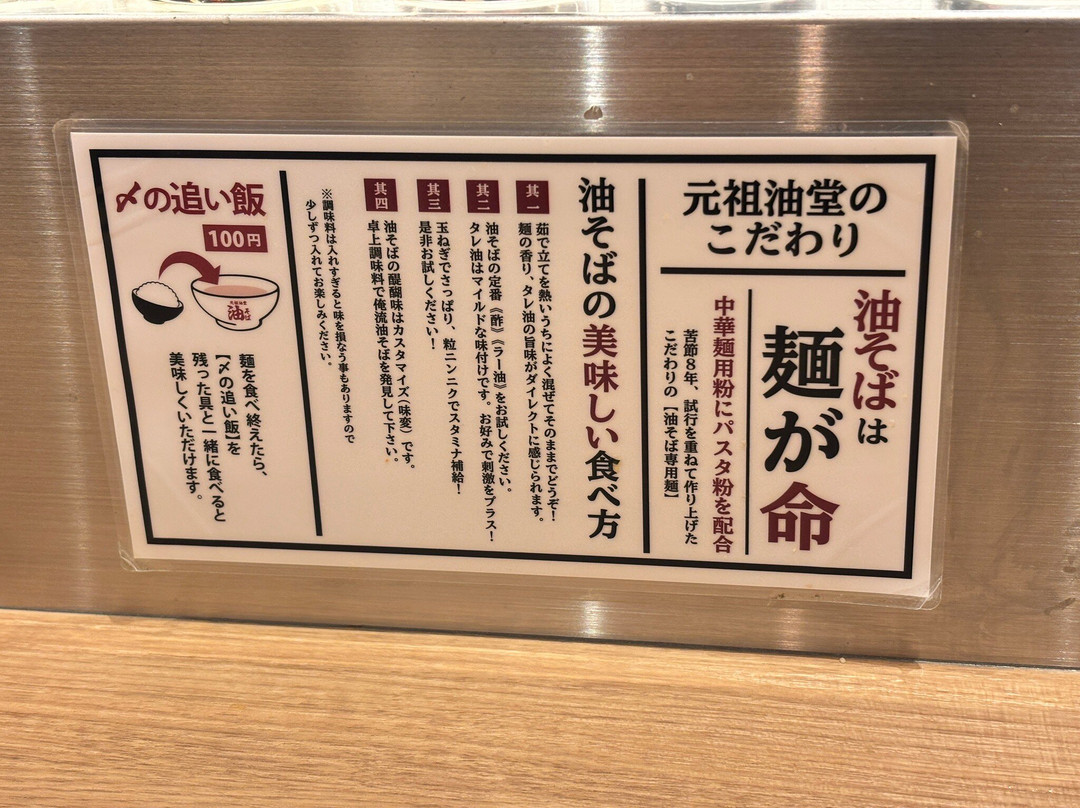 元祖油堂の
こだわり
油そばは
麺が命
中華麺用粉にパスタ粉を配合
苦節8年、試行を重ねて作り上げた
こだわりの【油そば専用麺】
油そばの美味しい食べ方
其一
茹で立てを熱いうちによく混ぜてそのままでどうぞ！
麺の香り、タレ油の旨味がダイレクトに感じられます。
其二
油そばの定番《酢》《ラー油》をお試しください。
タレ油はマイルドな味付けです。お好みで刺激をプラス！
其三
玉ねぎでさっぱり、粒ニンニクでスタミナ補給！
是非お試しください！
其四
油そばの醍醐味はカスタマイズ（味変）です。
卓上調味料で俺流油そばを発見して下さい。
※調味料は入れすぎると味を損なう事もありますので
少しずつ入れてお楽しみください。
〆の追い飯
100円
元祖油堂
油そば
麺を食べ終えたら、
【〆の追い飯】を
残った具と一緒に食べると
美味しくいただけます。